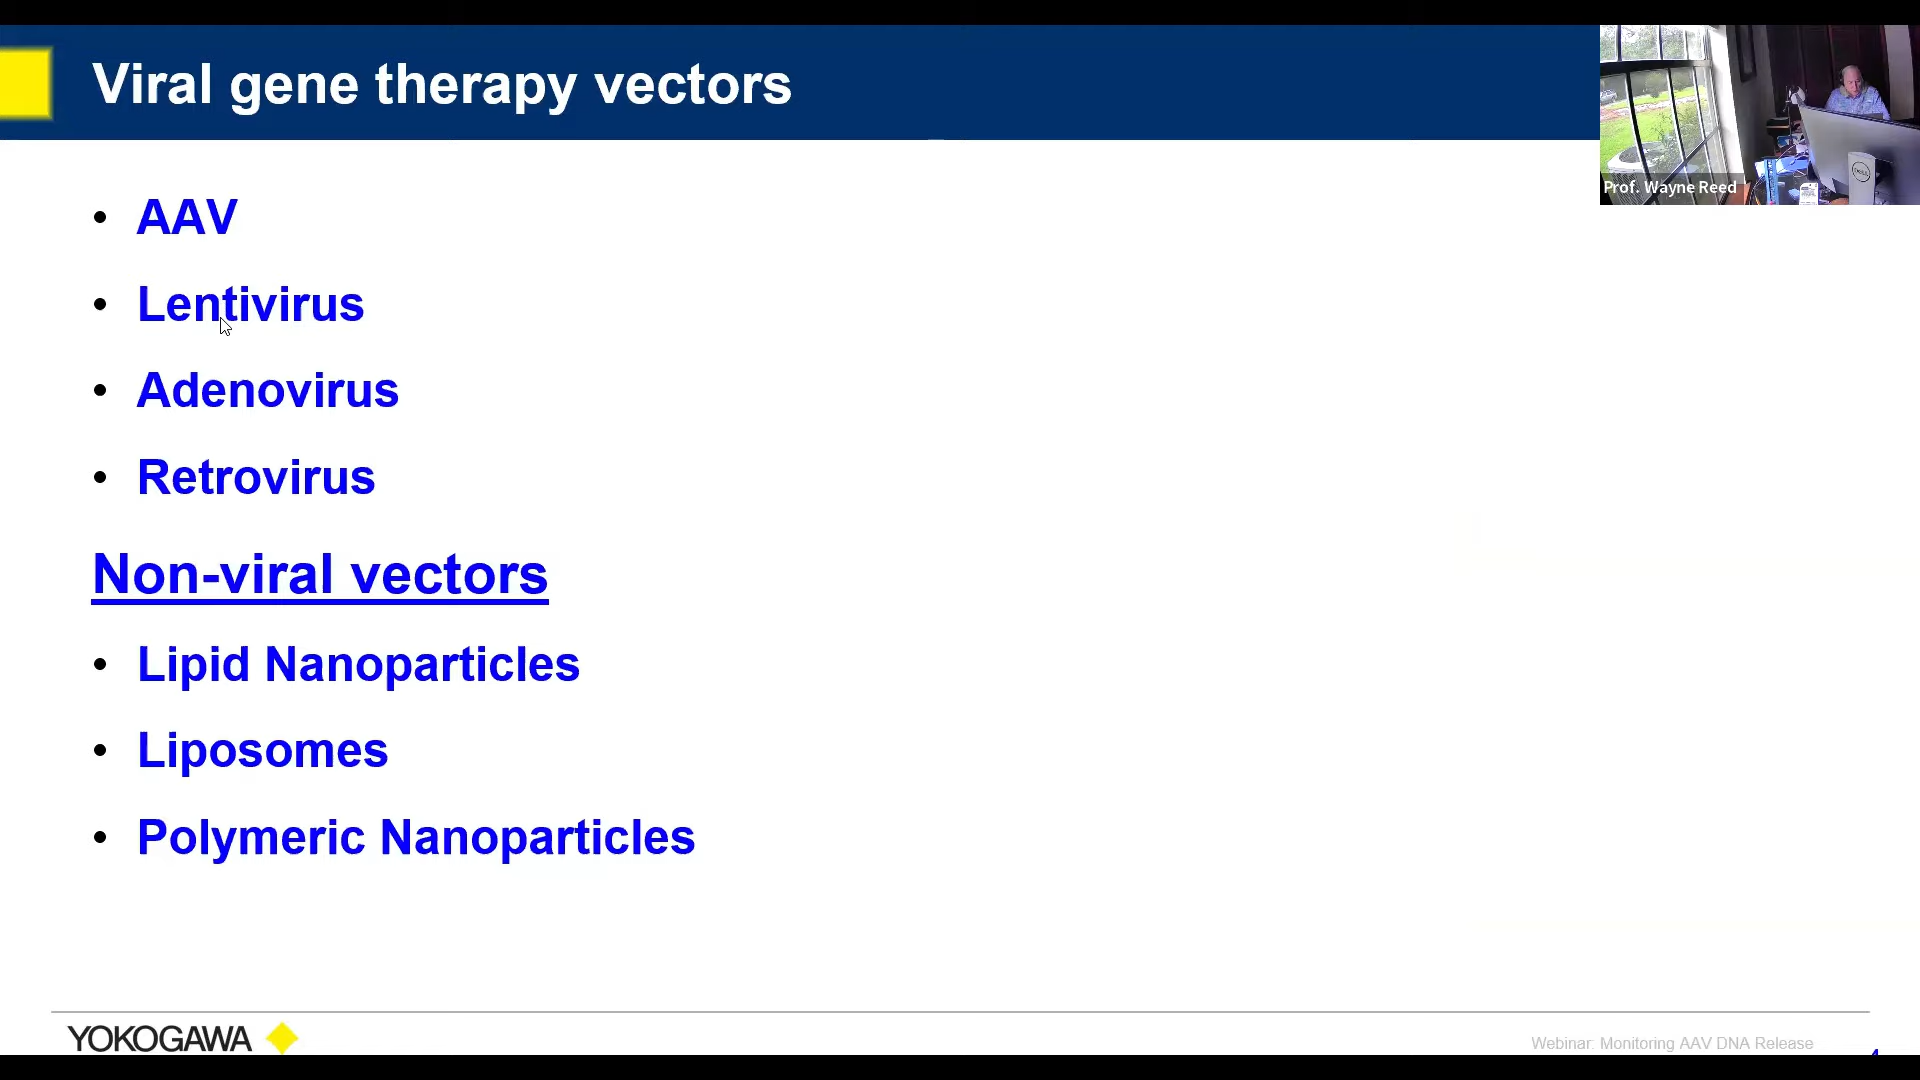 Viral gene therapy vectors
Prof. Wayne Reed
• AAV
• Lentivirus
• Adenovirus
• Retrovirus
Non-viral vectors
• Lipid Nanoparticles
• Liposomes
• Polymeric Nanoparticles
YOKOGAWA
Webinar: Monitoring AAV DNA Release